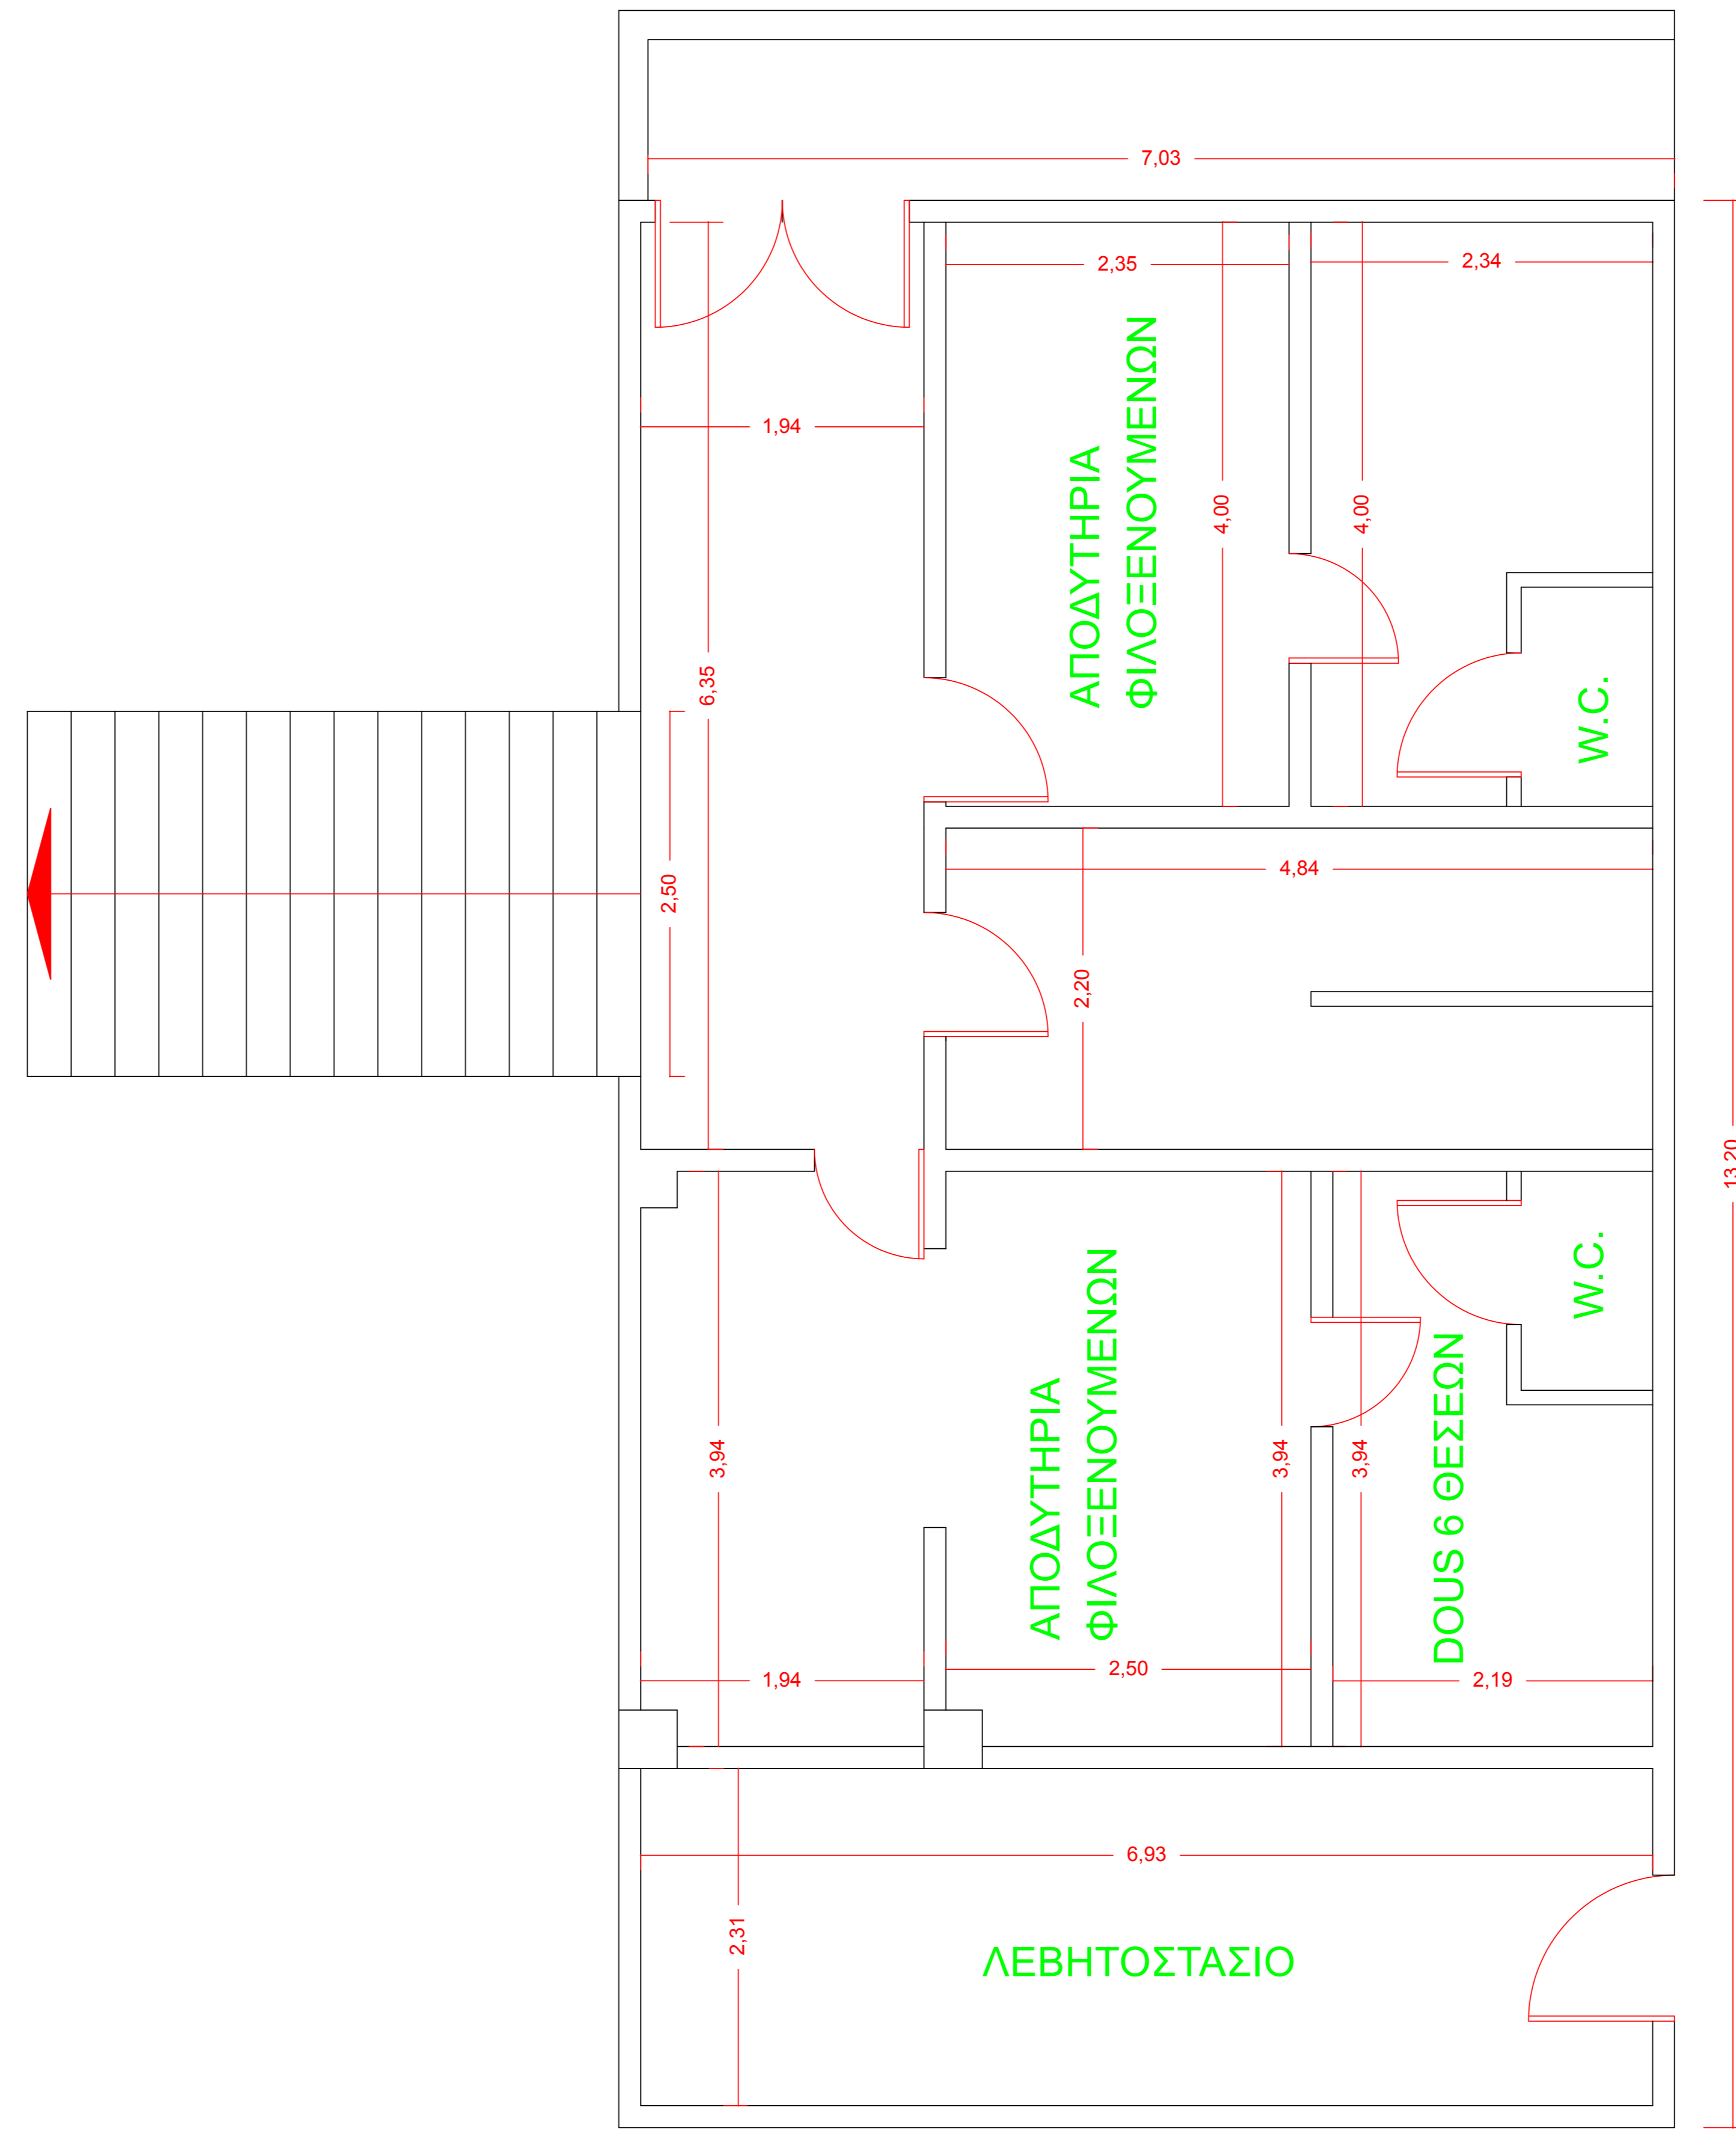 7,03
2,35
2,34
1,94
ΑΠΟΔΥΤΗΡΙΑ
ΦΙΛΟΞΕΝΟΥΜΕΝΩΝ
4,00
4,00
6,35
W.C.
2,50
4,84
2,20
13,20
ΑΠΟΔΥΤΗΡΙΑ
ΦΙΛΟΞΕΝΟΥΜΕΝΩΝ
W.C.
DOUS 6 ΘΕΣΕΩΝ
3,94
3,94
3,94
1,94
2,50
2,19
6,93
2,31
ΛΕΒΗΤΟΣΤΑΣΙΟ